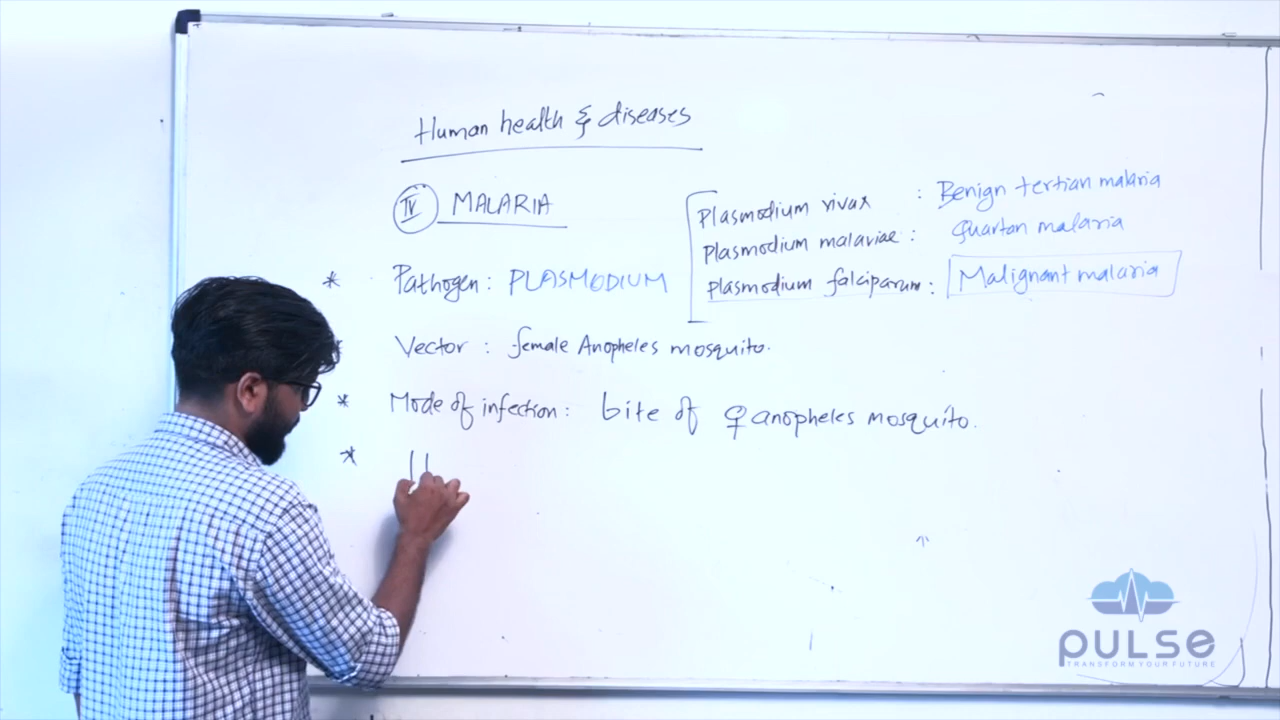 Human health & diseases
IV MALARIA
Plasmodium vivax : Benign tertian malaria
Plasmodium malariae : Quartan malaria
Plasmodium falciparum : Malignant malaria
* Pathogen : PLASMODIUM
* Vector : female Anopheles mosquito.
* Mode of infection : bite of ♀ anopheles mosquito.
*
pulse
TRANSFORM YOUR FUTURE